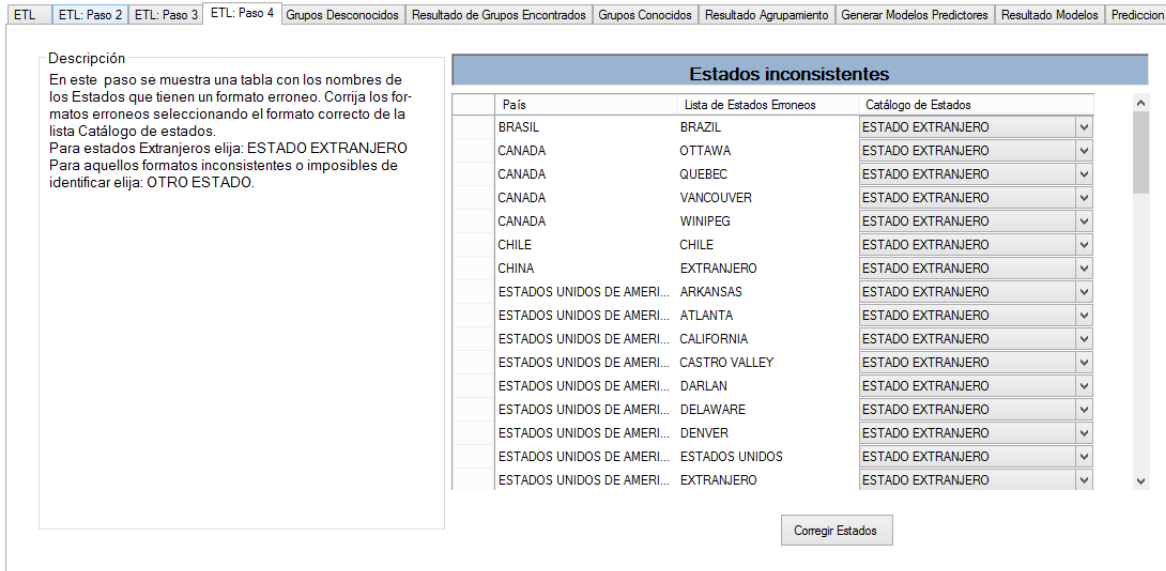 ETL ETL: Paso 2 ETL: Paso 3 ETL: Paso 4 Grupos Desconocidos Resultado de Grupos Encontrados Grupos Conocidos Resultado Agrupamiento Generar Modelos Predictores Resultado Modelos Prediccion
Descripción
En este paso se muestra una tabla con los nombres de
los Estados que tienen un formato erroneo. Corrija los for-
matos erroneos seleccionando el formato correcto de la
lista Catálogo de estados.
Para estados Extranjeros elija: ESTADO EXTRANJERO
Para aquellos formatos inconsistentes o imposibles de
identificar elija: OTRO ESTADO.
Estados inconsistentes
País Lista de Estados Erroneos Catálogo de Estados
BRASIL BRAZIL ESTADO EXTRANJERO
CANADA OTTAWA ESTADO EXTRANJERO
CANADA QUEBEC ESTADO EXTRANJERO
CANADA VANCOUVER ESTADO EXTRANJERO
CANADA WINIPEG ESTADO EXTRANJERO
CHILE CHILE ESTADO EXTRANJERO
CHINA EXTRANJERO ESTADO EXTRANJERO
ESTADOS UNIDOS DE AMERI... ARKANSAS ESTADO EXTRANJERO
ESTADOS UNIDOS DE AMERI... ATLANTA ESTADO EXTRANJERO
ESTADOS UNIDOS DE AMERI... CALIFORNIA ESTADO EXTRANJERO
ESTADOS UNIDOS DE AMERI... CASTRO VALLEY ESTADO EXTRANJERO
ESTADOS UNIDOS DE AMERI... DARLAN ESTADO EXTRANJERO
ESTADOS UNIDOS DE AMERI... DELAWARE ESTADO EXTRANJERO
ESTADOS UNIDOS DE AMERI... DENVER ESTADO EXTRANJERO
ESTADOS UNIDOS DE AMERI... ESTADOS UNIDOS ESTADO EXTRANJERO
ESTADOS UNIDOS DE AMERI... EXTRANJERO ESTADO EXTRANJERO
Corregir Estados